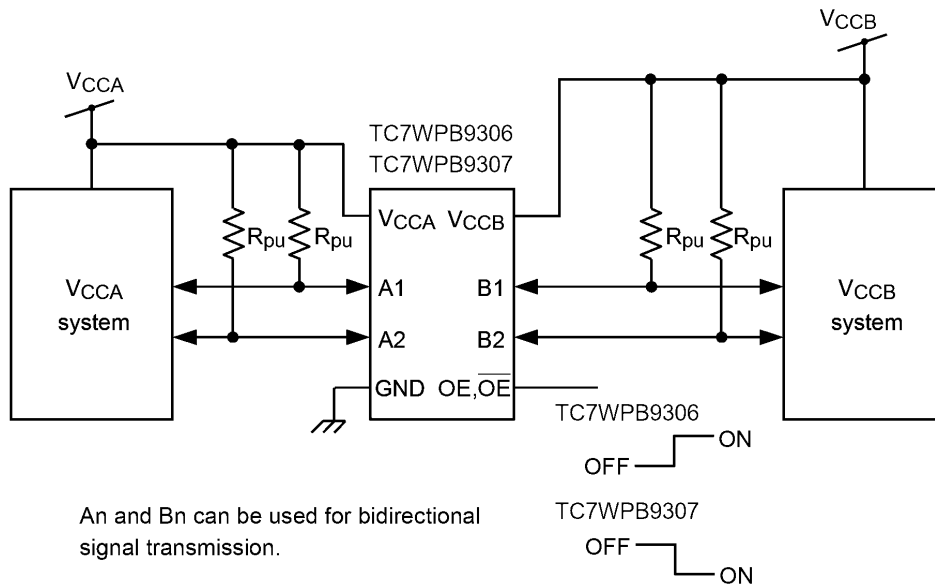 VCCB
VCCA
TC7WPB9306
TC7WPB9307
VCCA VCCB
Rpu Rpu Rpu Rpu
VCCA
system
A1 B1
VCCB
system
A2 B2
GND OE,O̅E̅
TC7WPB9306
ON
OFF
TC7WPB9307
OFF
ON
An and Bn can be used for bidirectional
signal transmission.